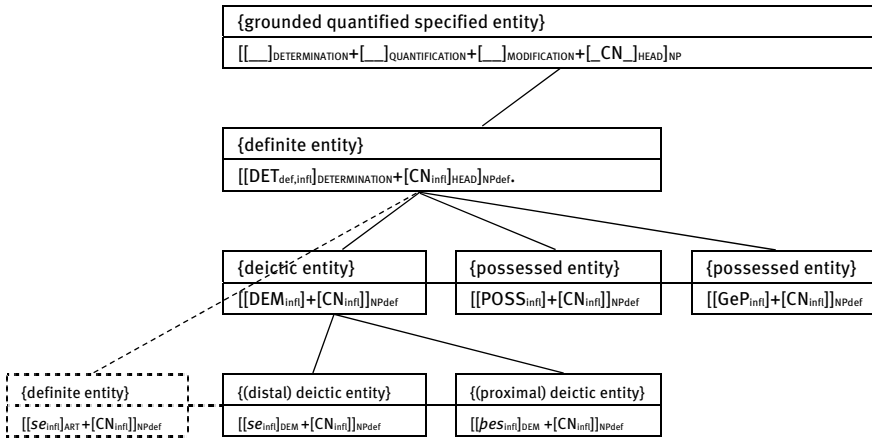 {grounded quantified specified entity}
[[__]DETERMINATION+[__]QUANTIFICATION+[__]MODIFICATION+[_CN_]HEAD]NP
{definite entity}
[[DETdef,infl]DETERMINATION+[CNinfl]HEAD]NPdef.
{deictic entity}
[[DEMinfl]+[CNinfl]]NPdef
{possessed entity}
[[POSSinfl]+[CNinfl]]NPdef
{possessed entity}
[[GePinfl]+[CNinfl]]NPdef
{definite entity}
[[seinfl]ART+[CNinfl]]NPdef
{(distal) deictic entity}
[[seinfl]DEM +[CNinfl]]NPdef
{(proximal) deictic entity}
[[þesinfl]DEM +[CNinfl]]NPdef